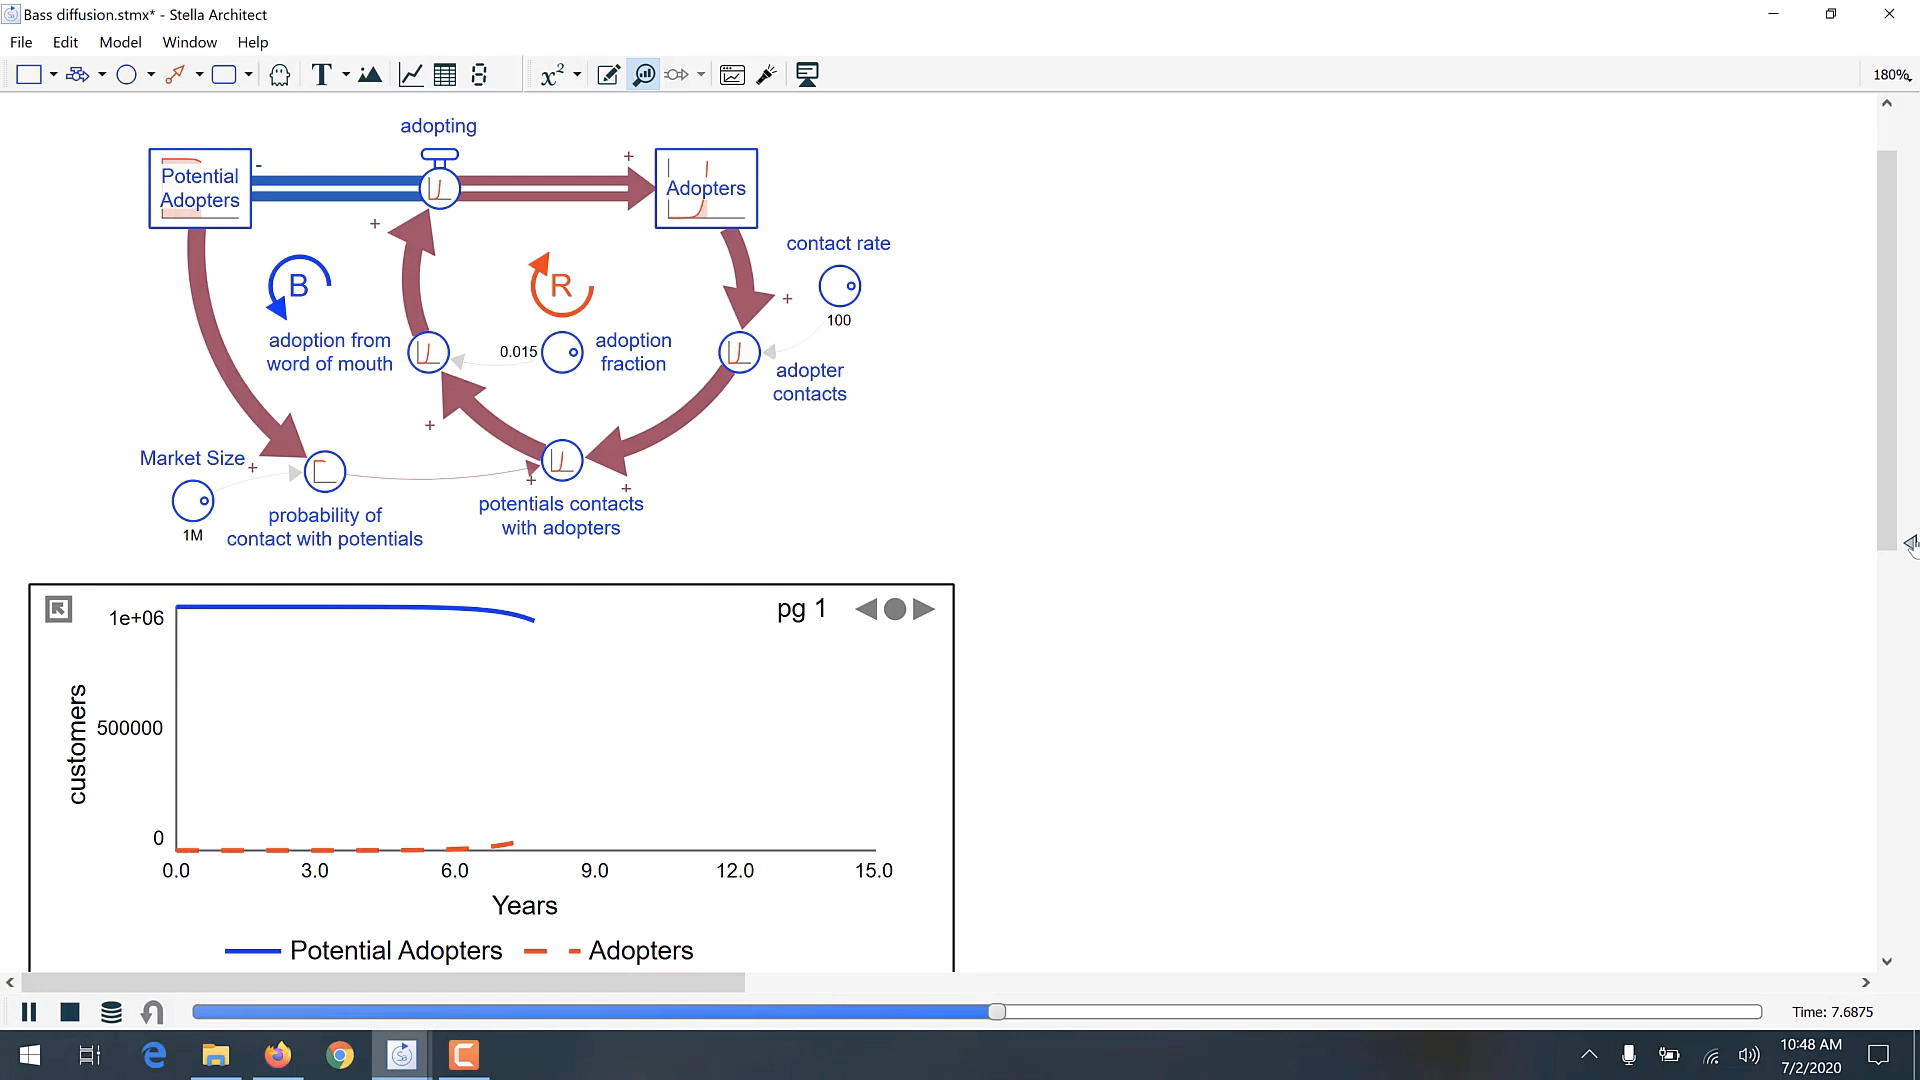 Bass diffusion.stmx* - Stella Architect
File Edit Model Window Help
T x² 8 180%
adopting
Potential
Adopters
-
+
Adopters
+
contact rate
+
100
B
R
adoption from
word of mouth
0.015
adoption
fraction
adopter
contacts
+
Market Size
+
1M
probability of
contact with potentials
+
+
potentials contacts
with adopters
pg 1
1e+06
500000
0
customers
0.0 3.0 6.0 9.0 12.0 15.0
Years
Potential Adopters Adopters
Time: 7.6875
Sa
10:48 AM
7/2/2020